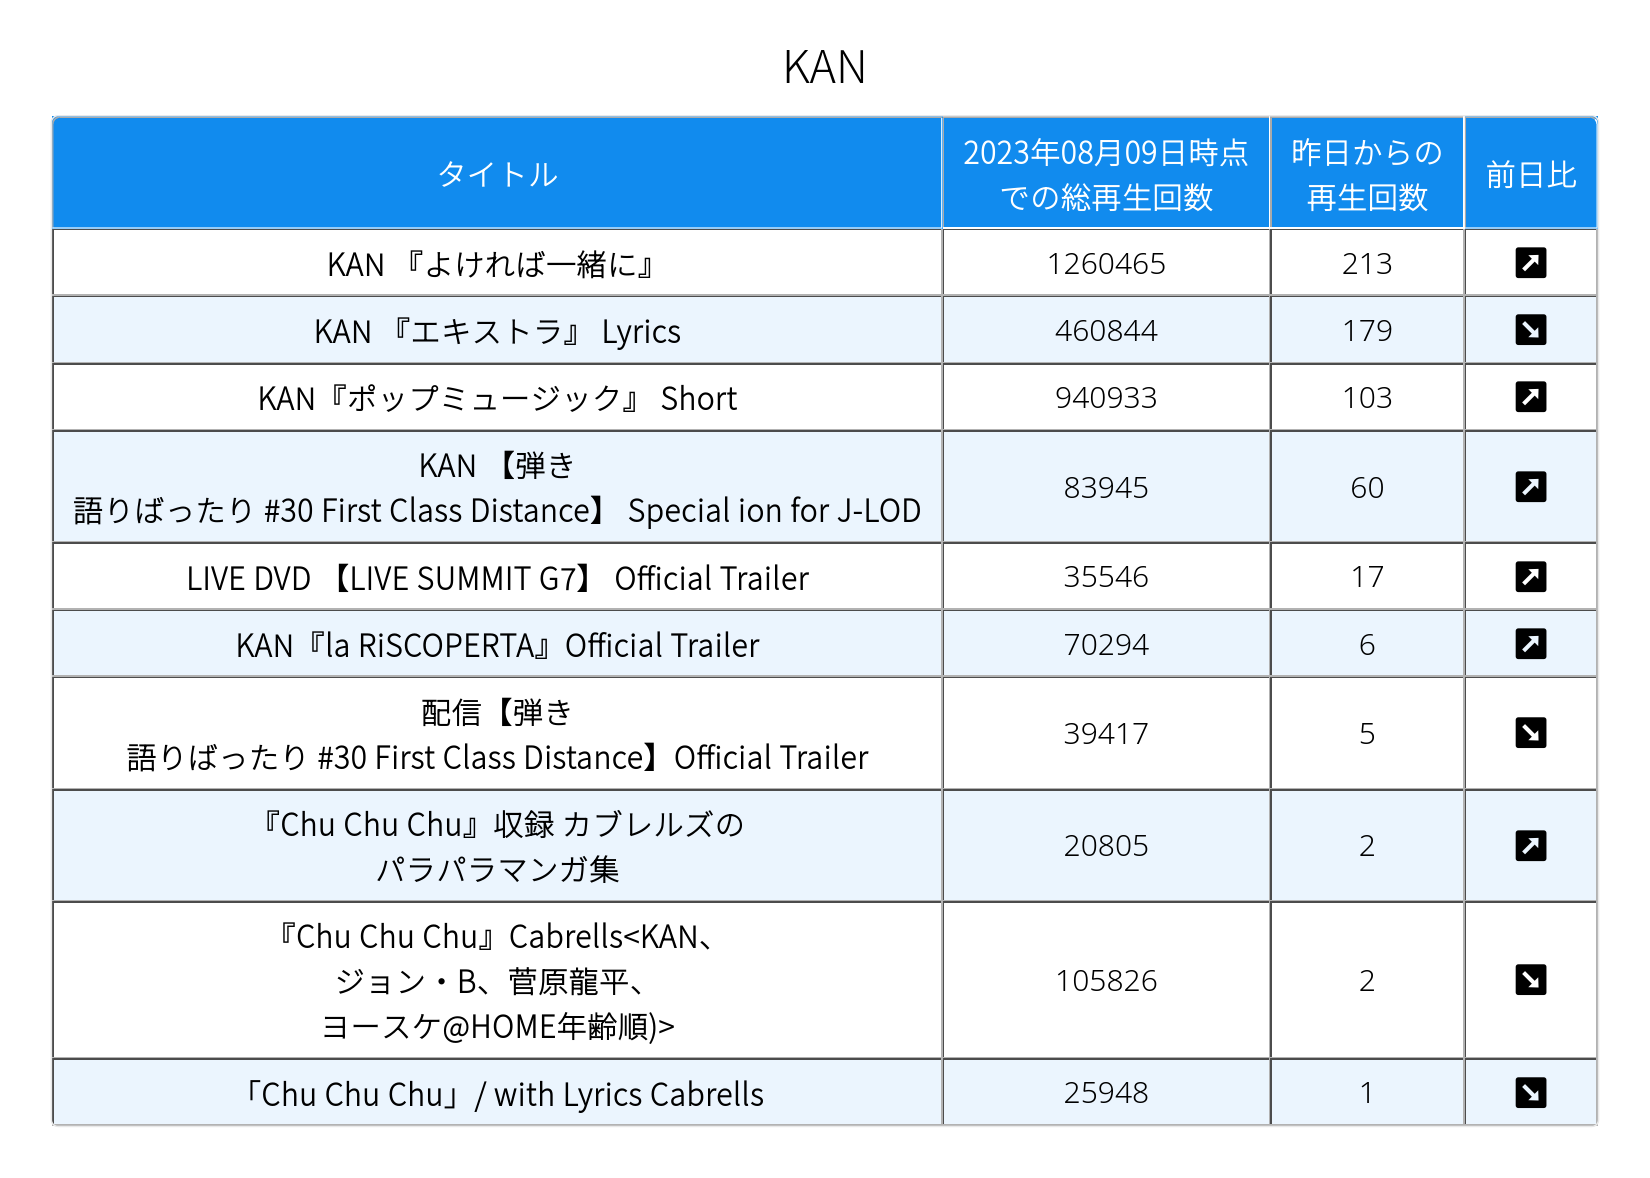 KAN
タイトル
2023年08月09日時点
での総再生回数
昨日からの
再生回数
前日比
KAN 『よければ一緒に』
1260465
213
KAN 『エキストラ』 Lyrics
460844
179
KAN『ポップミュージック』 Short
940933
103
KAN 【弾き
語りばったり #30 First Class Distance】 Special ion for J-LOD
83945
60
LIVE DVD 【LIVE SUMMIT G7】 Official Trailer
35546
17
KAN『la RiSCOPERTA』Official Trailer
70294
6
配信【弾き
語りばったり #30 First Class Distance】Official Trailer
39417
5
『Chu Chu Chu』収録 カブレルズの
パラパラマンガ集
20805
2
『Chu Chu Chu』Cabrells<KAN、
ジョン・B、菅原龍平、
ヨースケ@HOME年齢順)>
105826
2
「Chu Chu Chu」/ with Lyrics Cabrells
25948
1